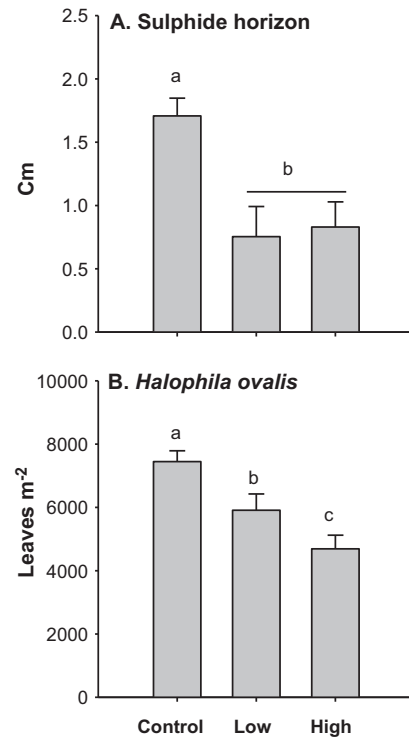 A. Sulphide horizon
Cm
2.5
2.0
1.5
1.0
0.5
0.0
a
b
B. Halophila ovalis
Leaves m-2
10000
8000
6000
4000
2000
0
a
b
c
Control Low High